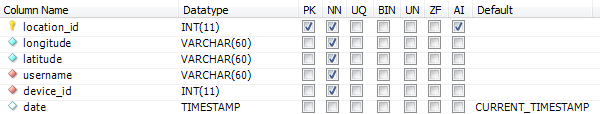 Column Name Datatype PK NN UQ BIN UN ZF AI Default
location_id INT(11)
longitude VARCHAR(60)
latitude VARCHAR(60)
username VARCHAR(60)
device_id INT(11)
date TIMESTAMP CURRENT_TIMESTAMP